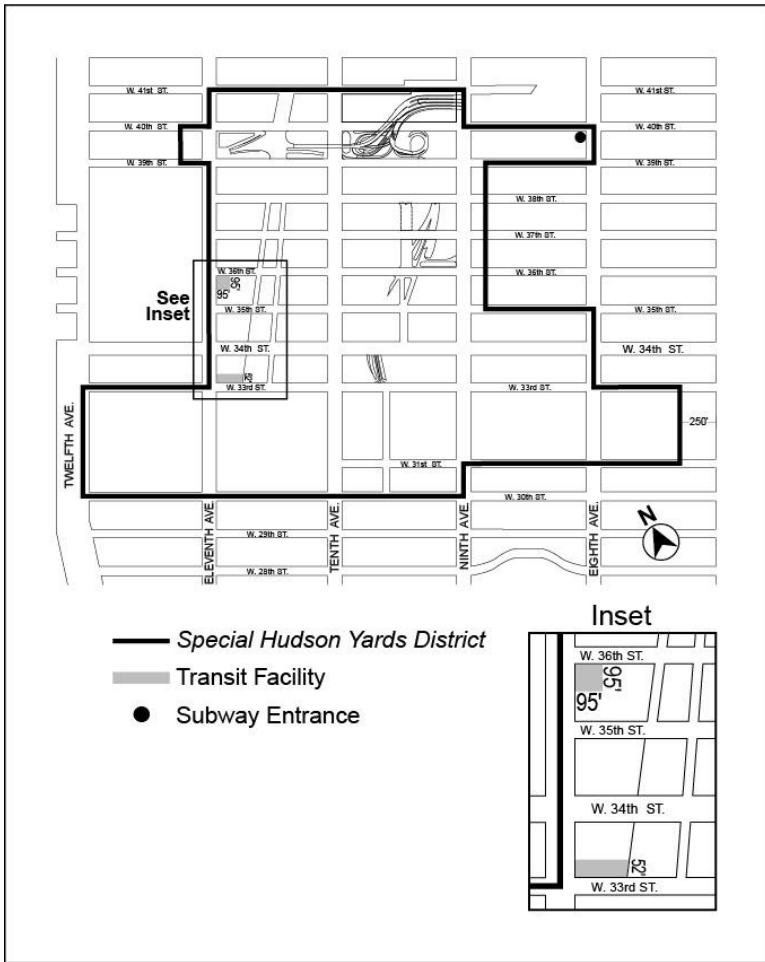 W. 41st ST.
W. 41st ST.
W. 40th ST.
W. 40th ST.
W. 39th ST.
W. 39th ST.
W. 38th ST.
W. 37th ST.
W. 36th ST.
W. 36th ST.
95'
95'
See
Inset
W. 35th ST.
W. 35th ST.
W. 34th ST.
W. 34th ST.
52'
W. 33rd ST.
W. 33rd ST.
250'
TWELFTH AVE.
W. 31st ST.
W. 30th ST.
ELEVENTH AVE.
TENTH AVE.
NINTH AVE.
EIGHTH AVE.
N
W. 29th ST.
W. 28th ST.
Special Hudson Yards District
Transit Facility
Subway Entrance
Inset
W. 36th ST.
95'
95'
W. 35th ST.
W. 34th ST.
52'
W. 33rd ST.